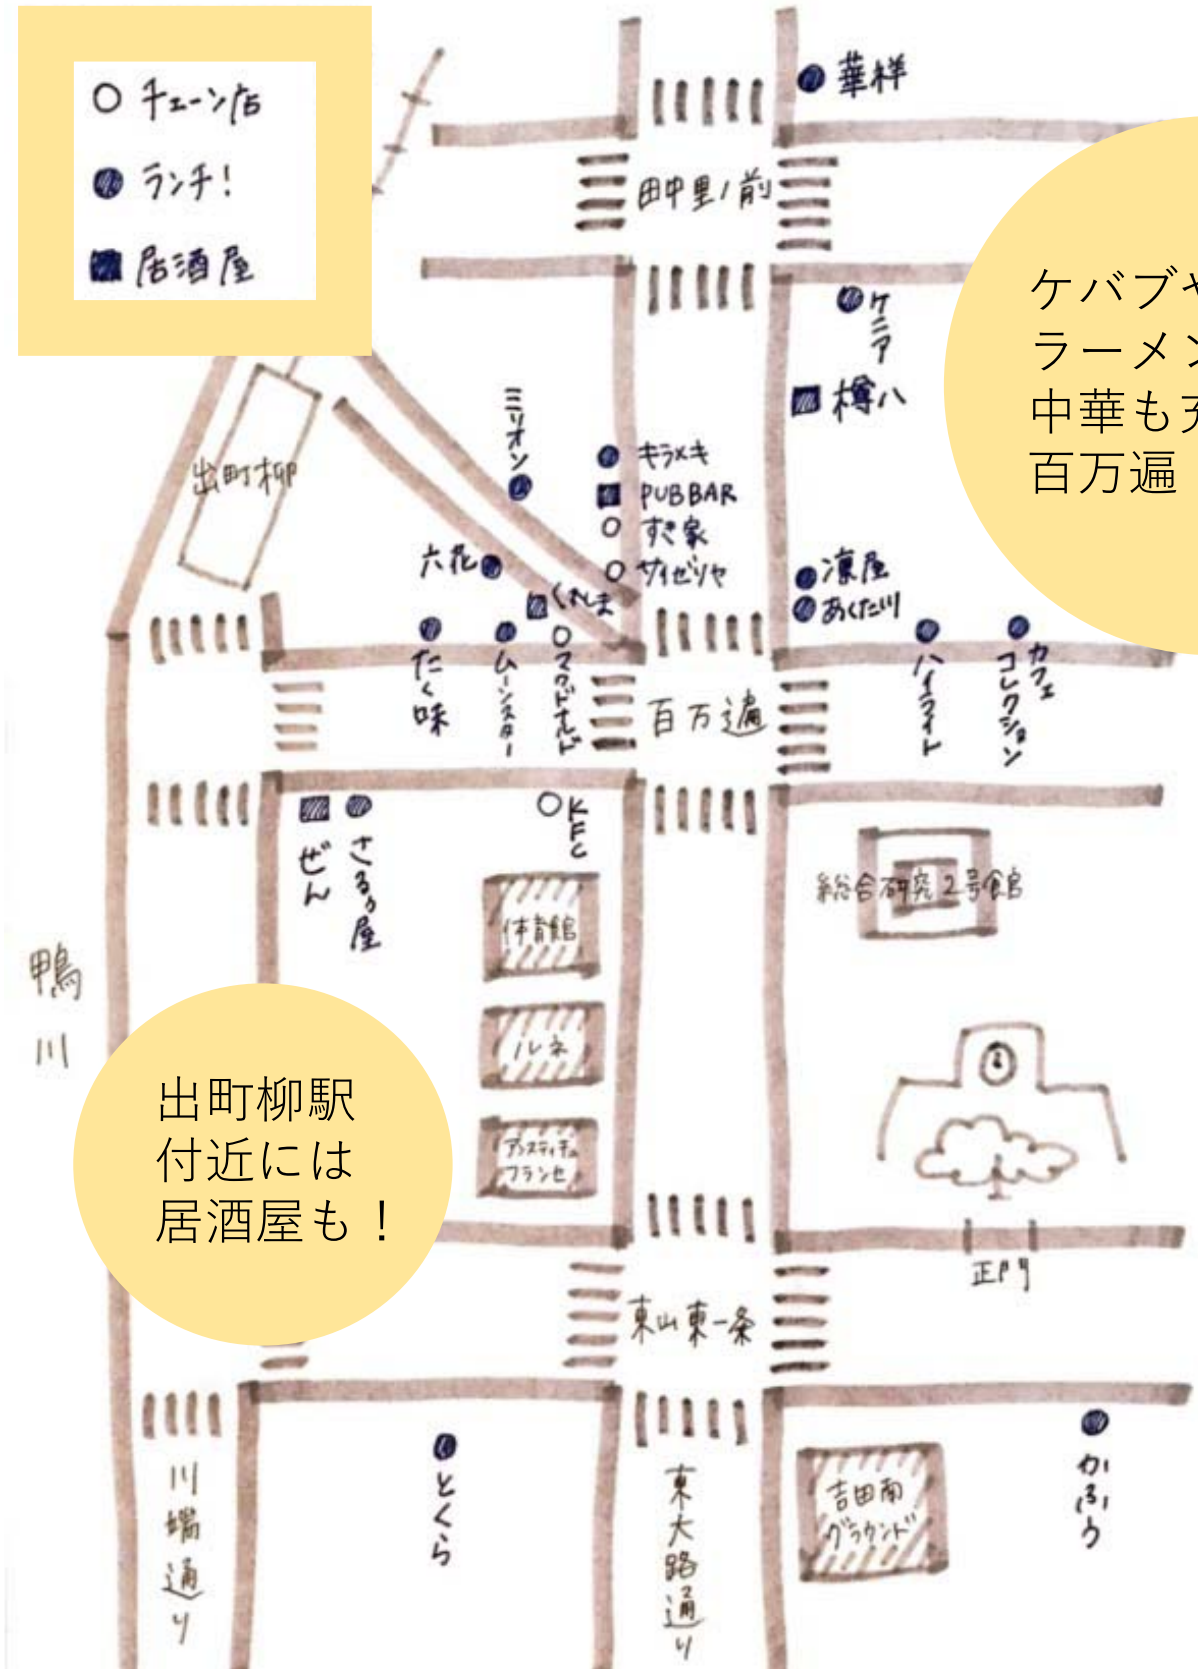 チェーン店
ランチ!
居酒屋
華祥
田中里ノ前
ケバブや
ラーメン
中華も充
百万遍
ケニア
樽八
出町柳
ミリオン
キラメキ
PUBBAR
すき家
サイゼリヤ
六花
くれしま
凉屋
あくた川
たく味
ムーンスター
マクドナルド
百万遍
ハイライト
カフェ
コレクション
ぜん
さるぅ屋
KFC
体育館
総合研究2号館
鴨川
ルネ
アンスティチュ
フランセ
出町柳駅
付近には
居酒屋も！
正門
東山東一条
川端通り
とくら
東大路通り
吉田南
グラウンド
かふう